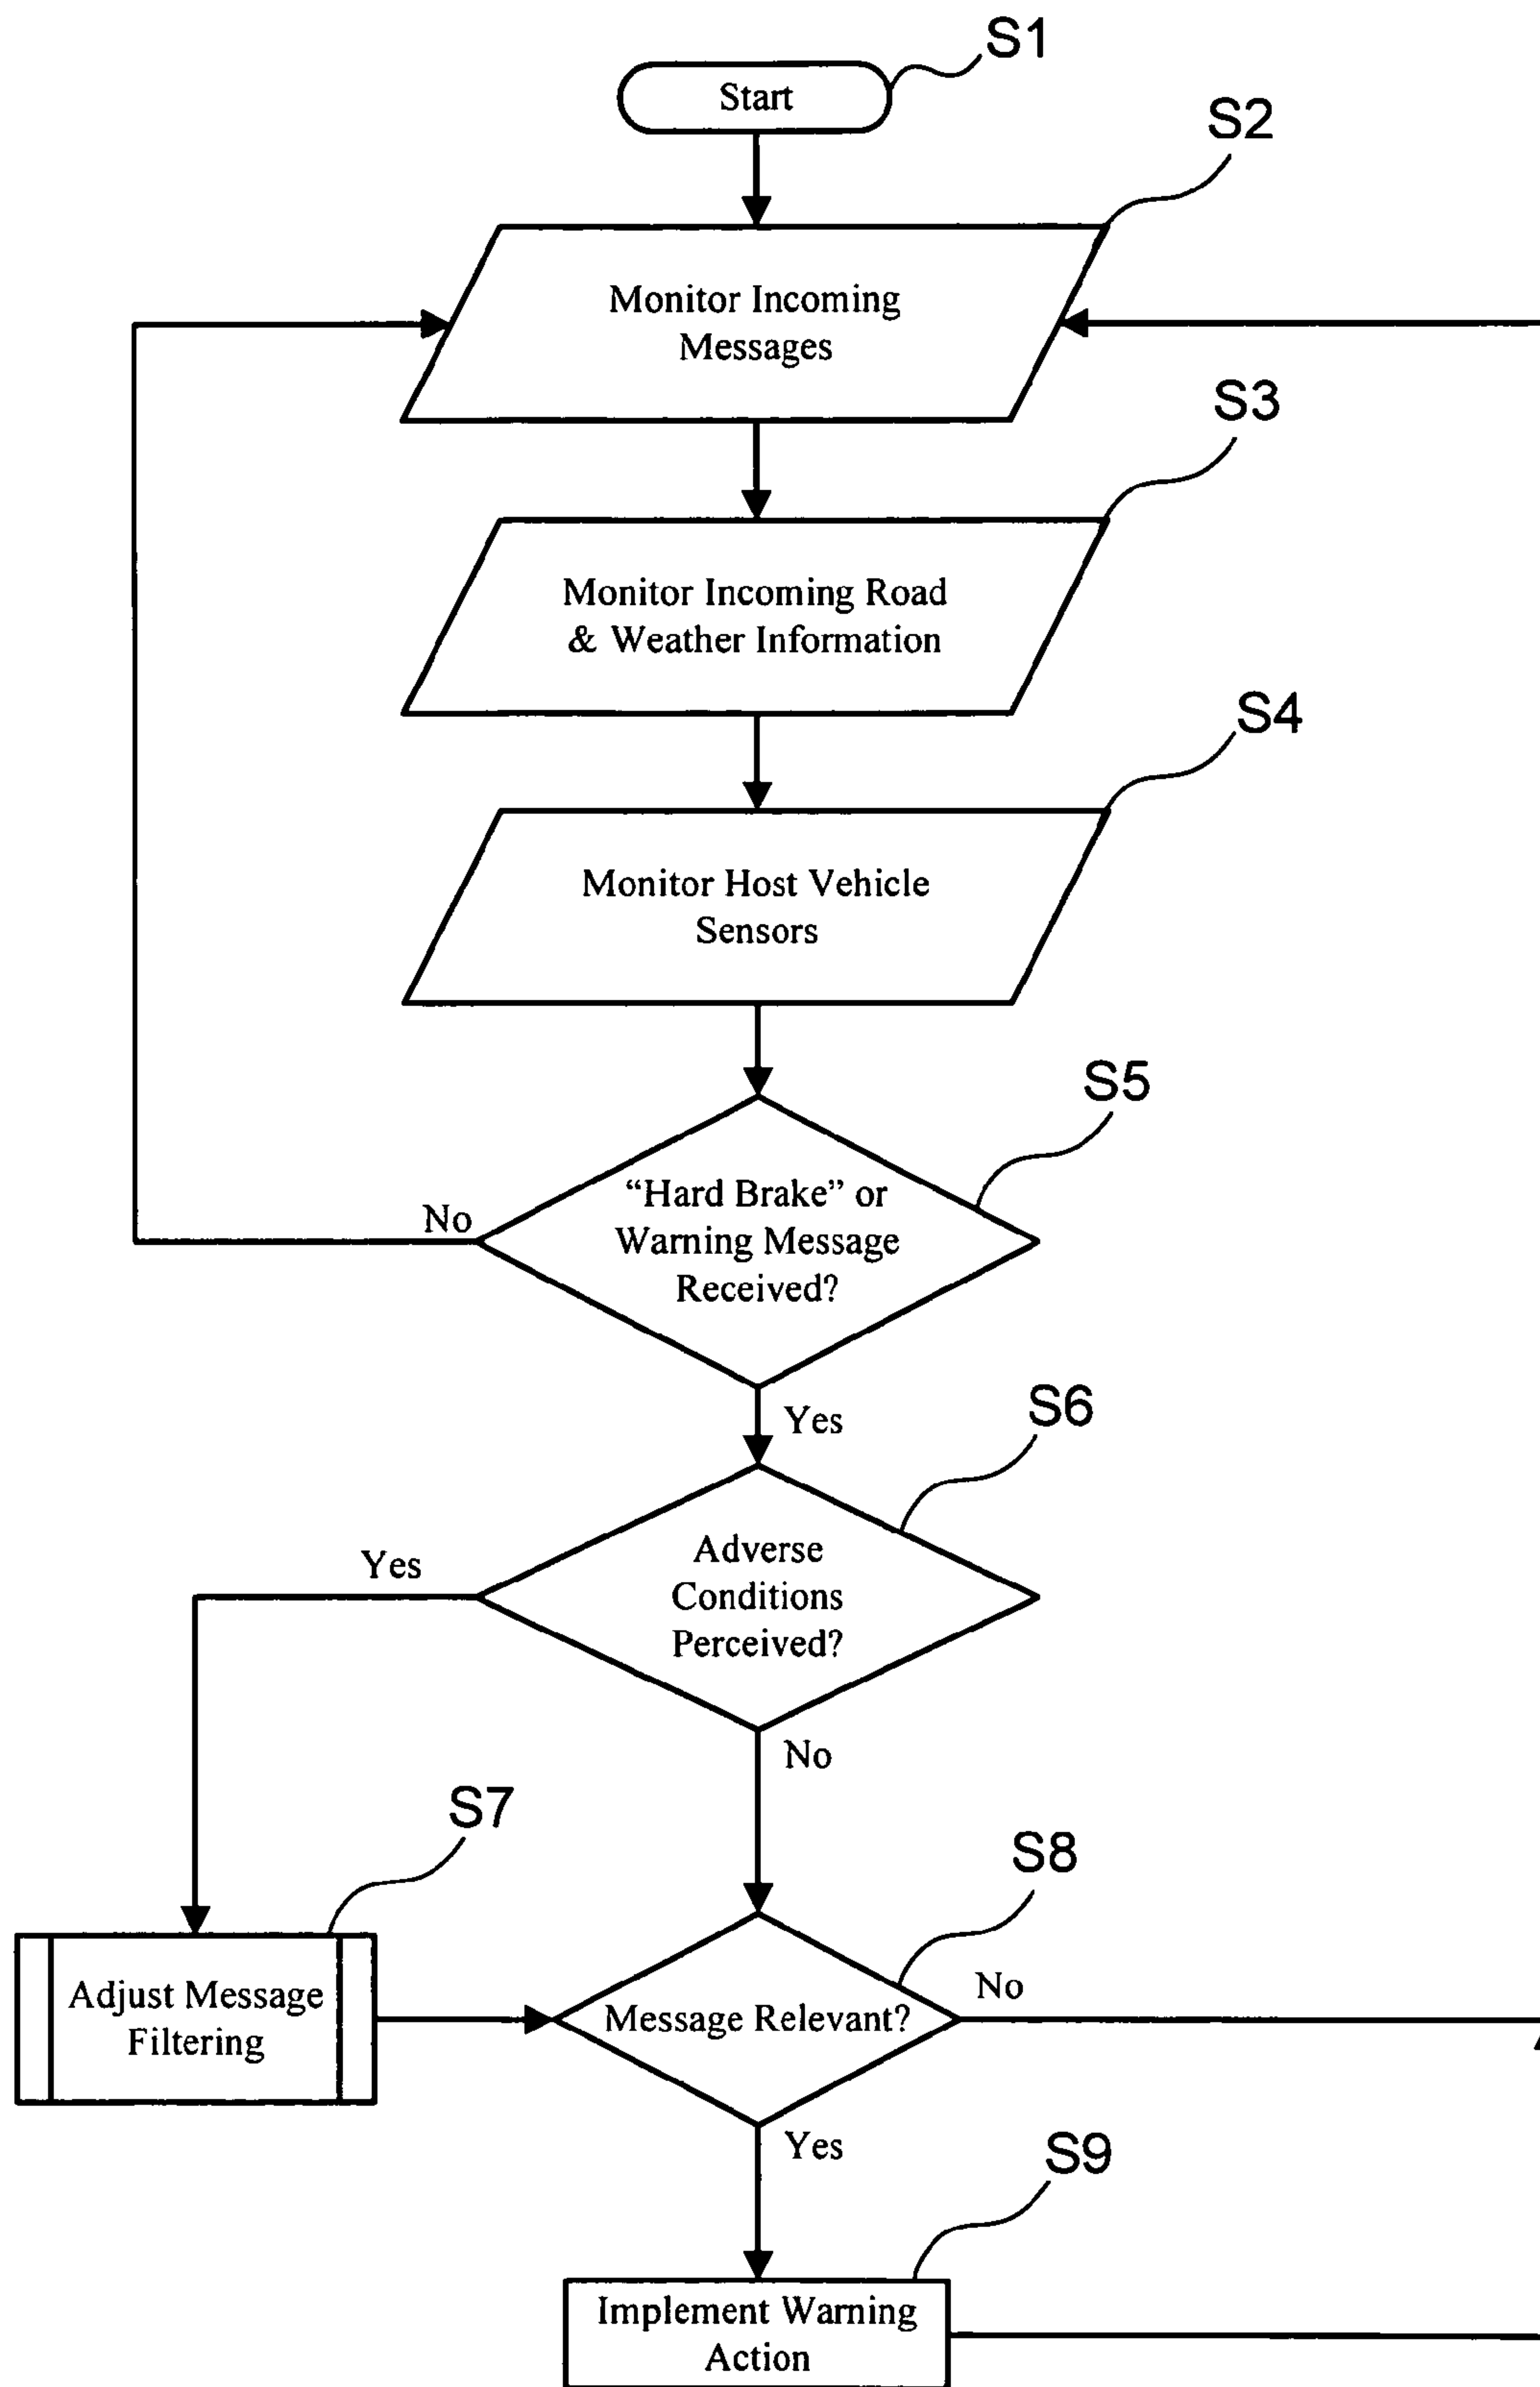 S1
Start
S2
Monitor Incoming
Messages
S3
Monitor Incoming Road
& Weather Information
S4
Monitor Host Vehicle
Sensors
S5
“Hard Brake” or
Warning Message
Received?
No
Yes
S6
Adverse
Conditions
Perceived?
Yes
No
S7
Adjust Message
Filtering
S8
Message Relevant?
No
Yes
S9
Implement Warning
Action